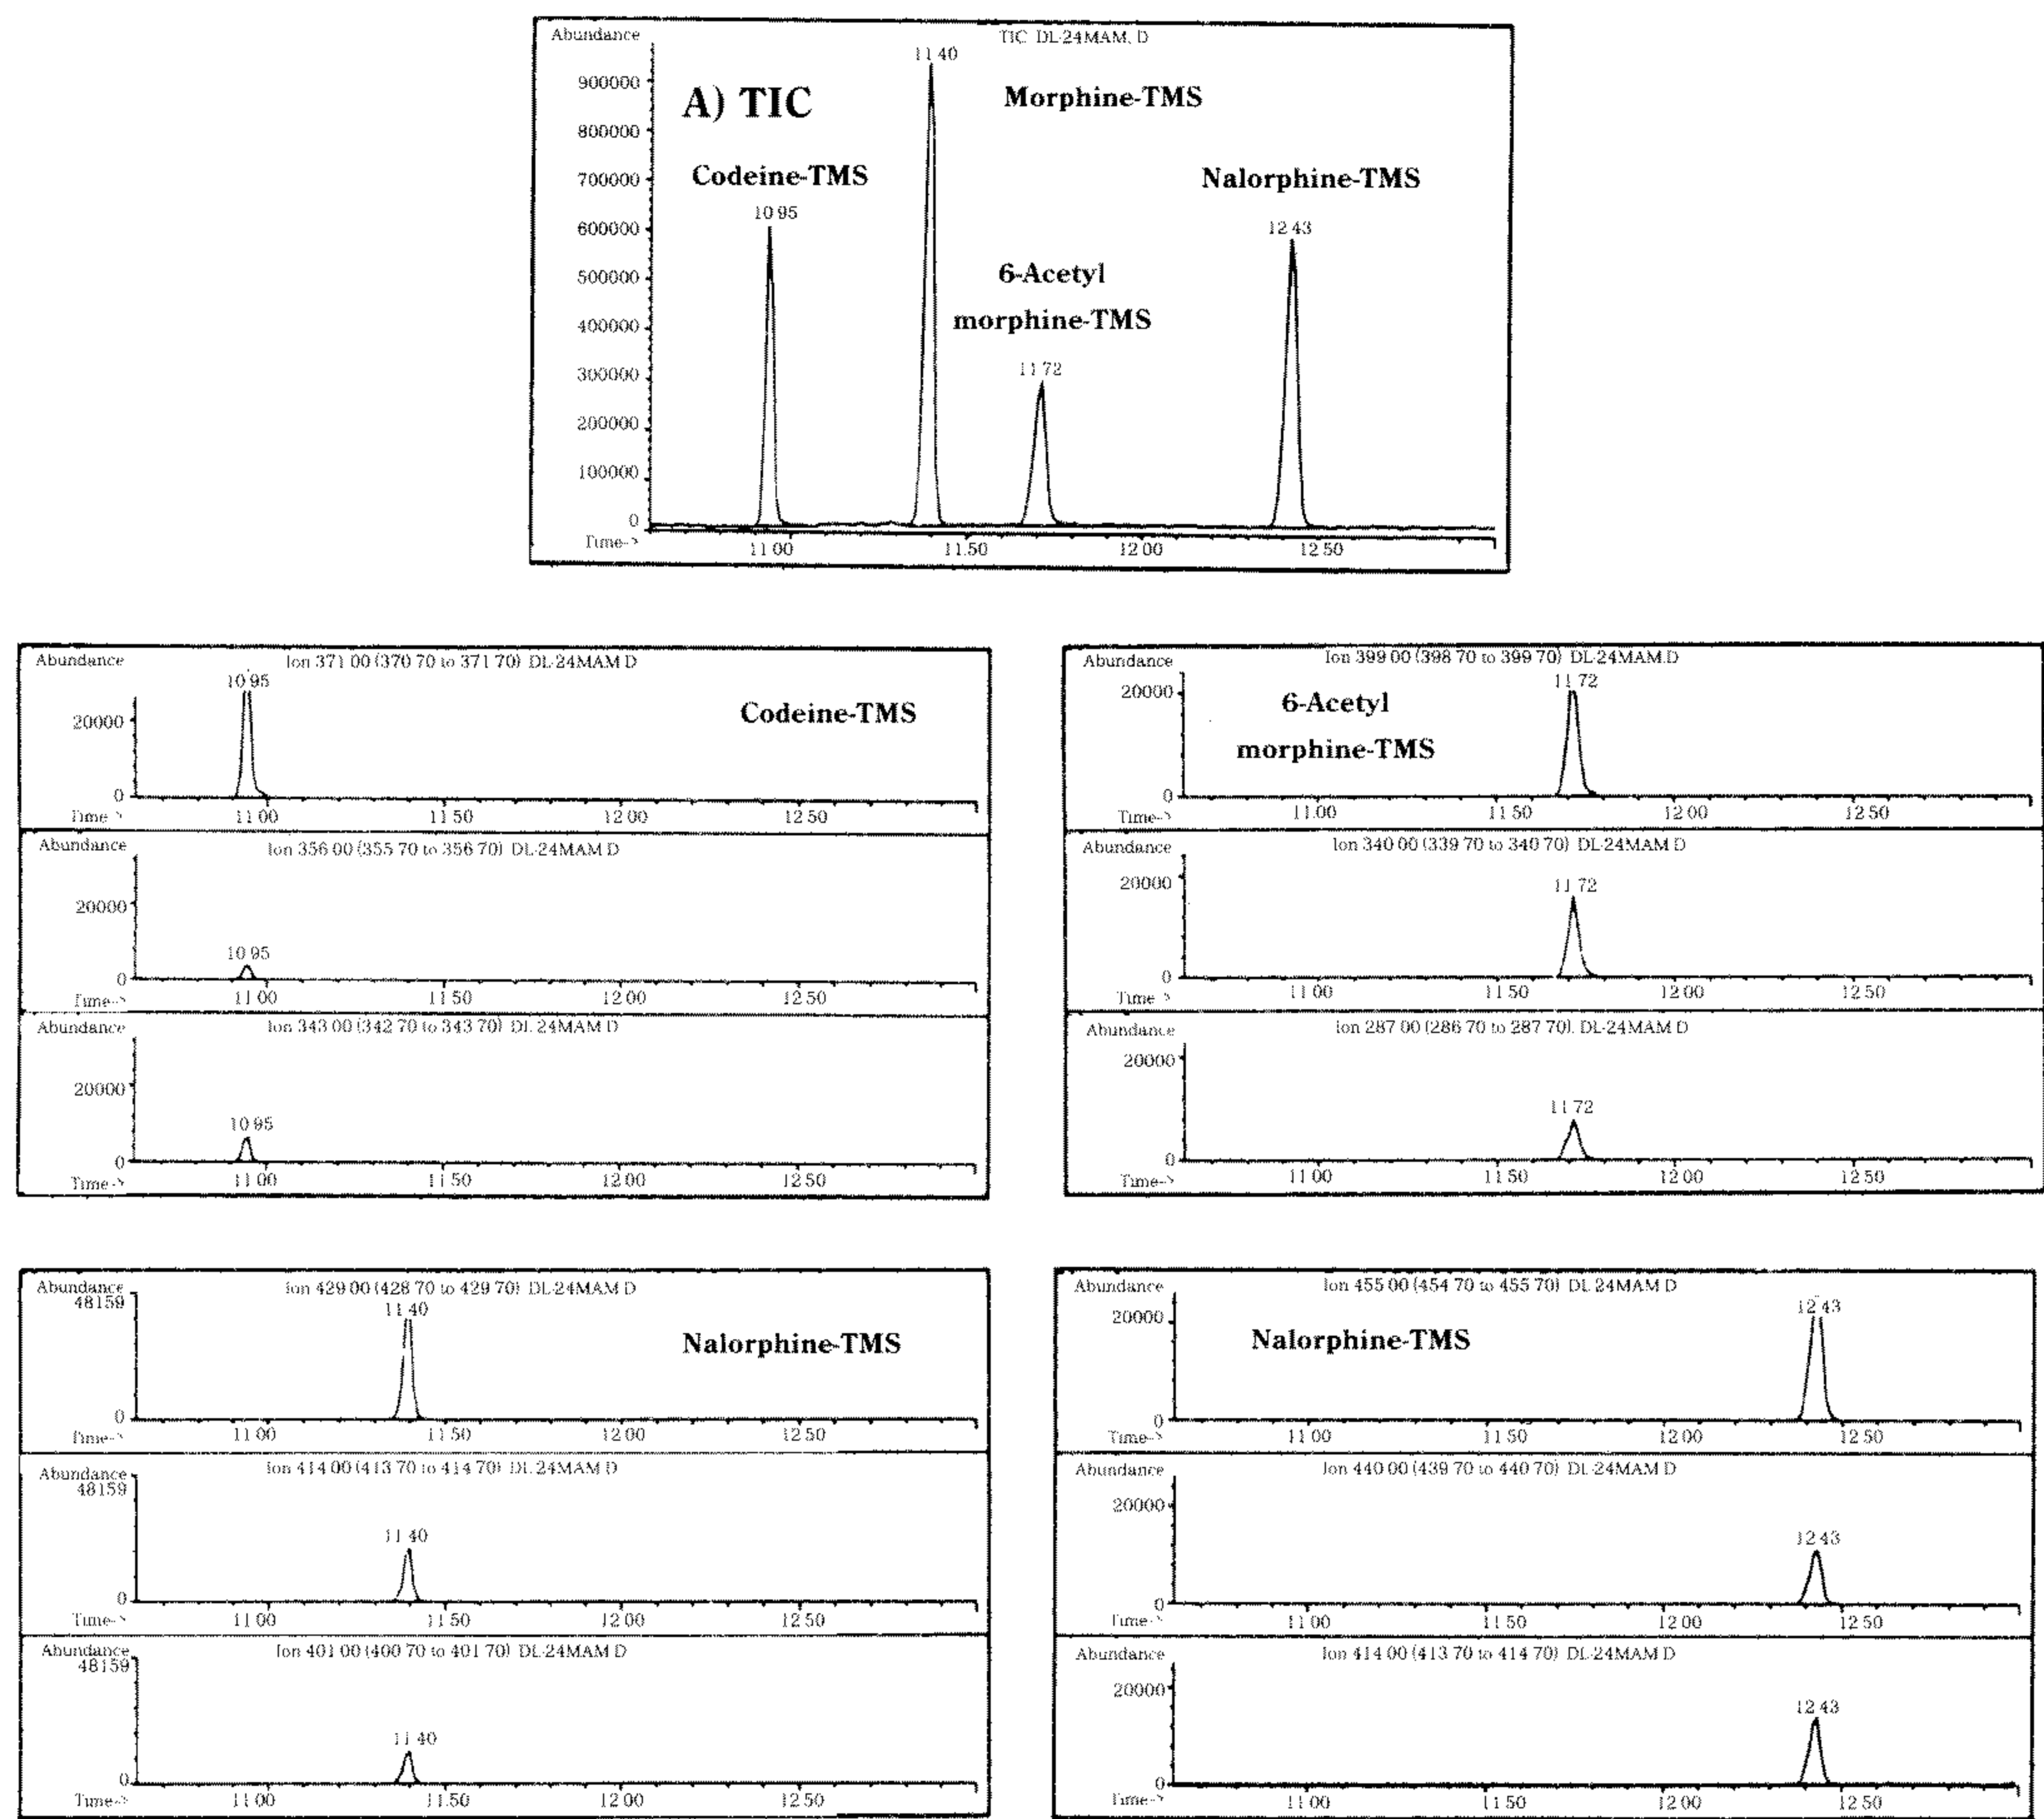 Abundance
TIC DL-24MAM, D
11 40
900000
A) TIC
Morphine-TMS
800000
700000
Codeine-TMS
Nalorphine-TMS
10 95
600000
12 43
500000
6-Acetyl
400000
morphine-TMS
11 72
300000
200000
100000
0
Time->
11 00 11.50 12 00 12 50
Abundance
Ion 371 00 (370 70 to 371 70) DL-24MAM D
10 95
20000
Codeine-TMS
0
Time->
11 00 11 50 12 00 12 50
Abundance
Ion 356 00 (355 70 to 356 70) DL-24MAM D
20000
10 95
0
Time->
11 00 11 50 12 00 12 50
Abundance
Ion 343 00 (342 70 to 343 70) DL 24MAM D
20000
10 95
0
Time->
11 00 11 50 12 00 12 50
Abundance
Ion 399 00 (398 70 to 399 70) DL-24MAM.D
11 72
20000
6-Acetyl
morphine-TMS
0
Time->
11.00 11 50 12 00 12 50
Abundance
Ion 340 00 (339 70 to 340 70) DL-24MAM D
20000
11 72
0
Time >
11 00 11 50 12 00 12 50
Abundance
Ion 287 00 (286 70 to 287 70). DL-24MAM D
20000
11 72
0
Time->
11 00 11 50 12 00 12 50
Abundance
48159
Ion 429 00 (428 70 to 429 70) DL-24MAM D
11 40
Nalorphine-TMS
0
Time->
11 00 11 50 12 00 12 50
Abundance
48159
Ion 414 00 (413 70 to 414 70) DL 24MAM D
11 40
0
Time->
11 00 11 50 12 00 12 50
Abundance
48159
Ion 401 00 (400 70 to 401 70) DL-24MAM D
11 40
0
Time->
11 00 11.50 12 00 12 50
Abundance
Ion 455 00 (454 70 to 455 70) DL 24MAM D
12 43
20000
Nalorphine-TMS
0
Time->
11 00 11 50 12 00 12 50
Abundance
Ion 440 00 (439 70 to 440 70) DL-24MAM D
20000
12 43
0
Time->
11 00 11 50 12 00 12 50
Abundance
Ion 414 00 (413 70 to 414 70) DL-24MAM D
20000
12 43
0
Time->
11 00 11 50 12 00 12 50